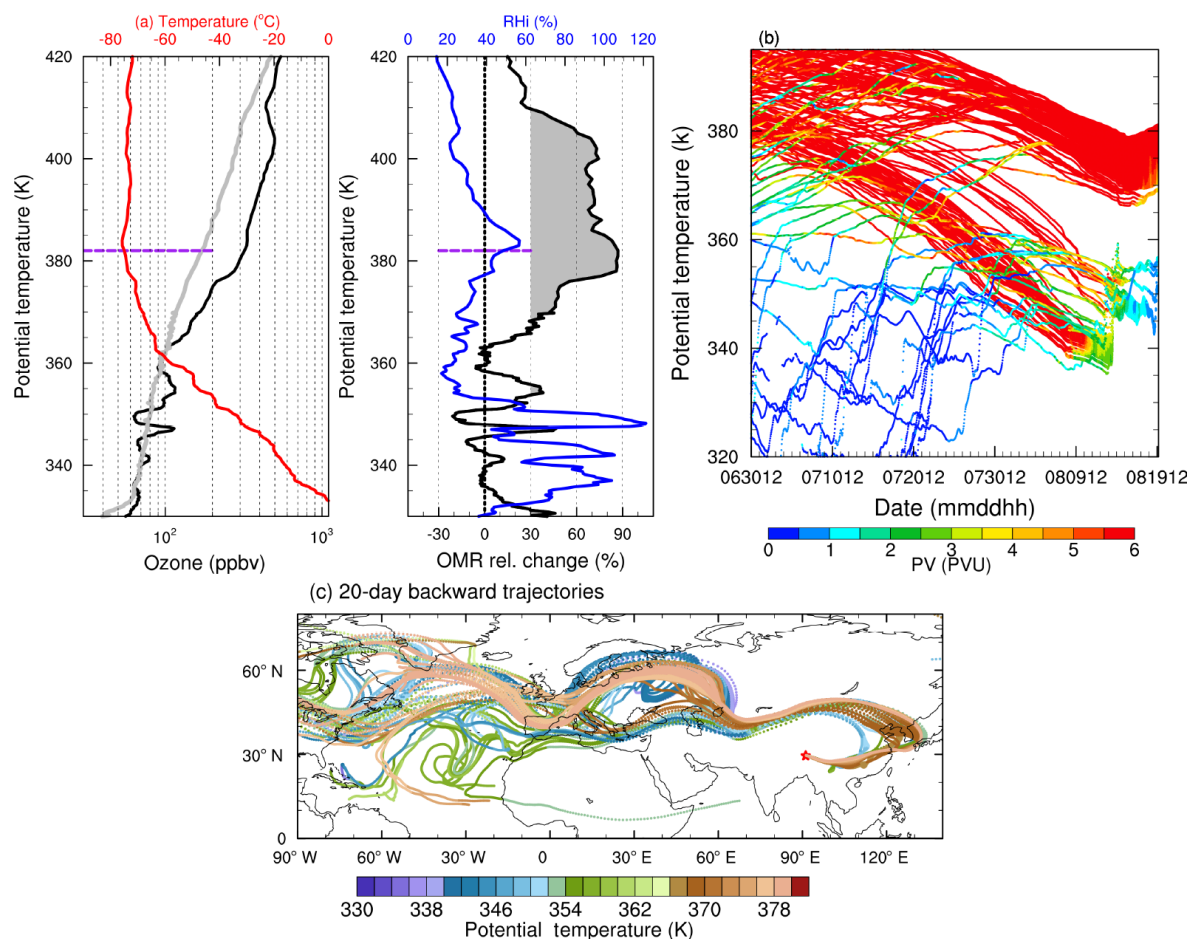 (a) Temperature (°C)
-80 -60 -40 -20 0
420
400
380
360
340
Potential temperature (K)
10² 10³
Ozone (ppbv)
RHi (%)
0 20 40 60 80 100 120
420
400
380
360
340
Potential temperature (K)
-30 0 30 60 90
OMR rel. change (%)
(b)
380
360
340
320
Potential temperature (K)
063012 071012 072012 073012 080912 081912
Date (mmddhh)
0 1 2 3 4 5 6
PV (PVU)
(c) 20-day backward trajectories
60° N
30° N
0
90° W 60° W 30° W 0 30° E 60° E 90° E 120° E
330 338 346 354 362 370 378
Potential temperature (K)